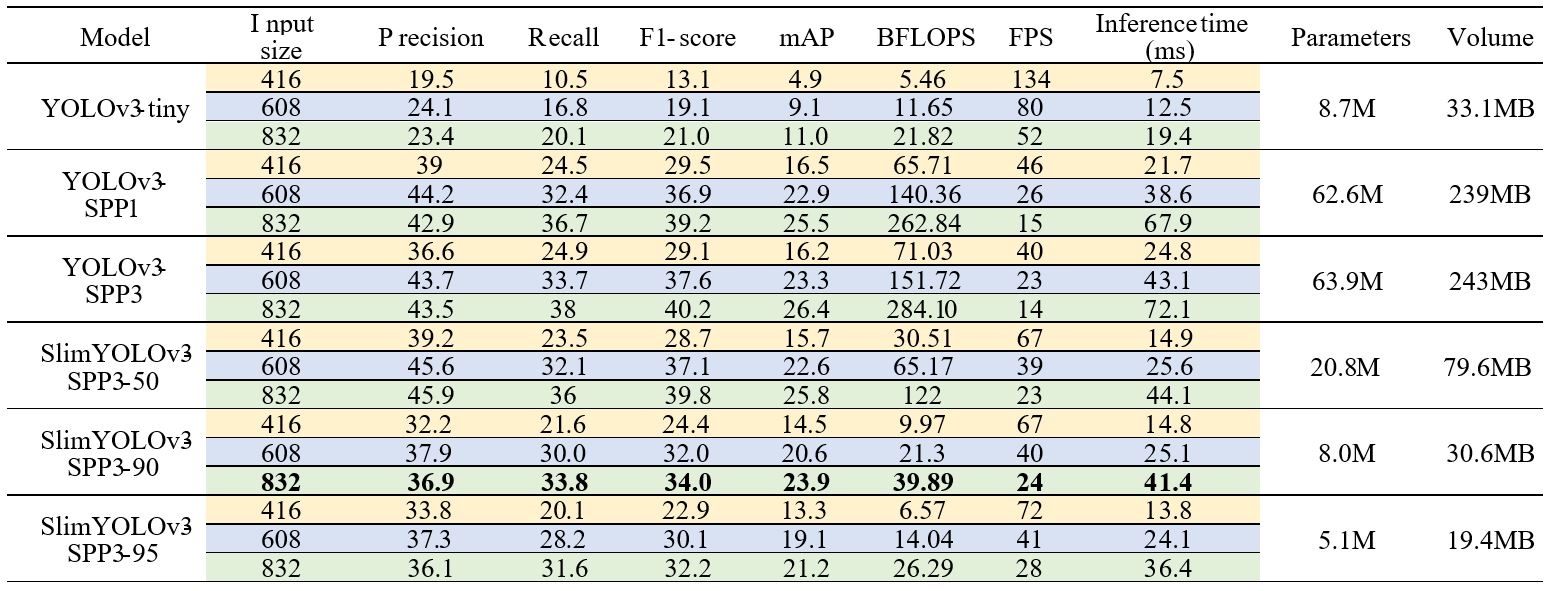 Model Input size Precision Recall F1-score mAP BFLOPS FPS Inference time (ms) Parameters Volume
YOLOv3-tiny 416 19.5 10.5 13.1 4.9 5.46 134 7.5 8.7M 33.1MB
608 24.1 16.8 19.1 9.1 11.65 80 12.5
832 23.4 20.1 21.0 11.0 21.82 52 19.4
YOLOv3-SPP1 416 39 24.5 29.5 16.5 65.71 46 21.7 62.6M 239MB
608 44.2 32.4 36.9 22.9 140.36 26 38.6
832 42.9 36.7 39.2 25.5 262.84 15 67.9
YOLOv3-SPP3 416 36.6 24.9 29.1 16.2 71.03 40 24.8 63.9M 243MB
608 43.7 33.7 37.6 23.3 151.72 23 43.1
832 43.5 38 40.2 26.4 284.10 14 72.1
SlimYOLOv3-SPP3-50 416 39.2 23.5 28.7 15.7 30.51 67 14.9 20.8M 79.6MB
608 45.6 32.1 37.1 22.6 65.17 39 25.6
832 45.9 36 39.8 25.8 122 23 44.1
SlimYOLOv3-SPP3-90 416 32.2 21.6 24.4 14.5 9.97 67 14.8 8.0M 30.6MB
608 37.9 30.0 32.0 20.6 21.3 40 25.1
832 36.9 33.8 34.0 23.9 39.89 24 41.4
SlimYOLOv3-SPP3-95 416 33.8 20.1 22.9 13.3 6.57 72 13.8 5.1M 19.4MB
608 37.3 28.2 30.1 19.1 14.04 41 24.1
832 36.1 31.6 32.2 21.2 26.29 28 36.4